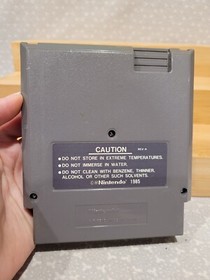 CAUTION REV-A
• DO NOT STORE IN EXTREME TEMPERATURES.
• DO NOT IMMERSE IN WATER.
• DO NOT CLEAN WITH BENZENE, THINNER,
ALCOHOL OR OTHER SUCH SOLVENTS.
©Nintendo 1985